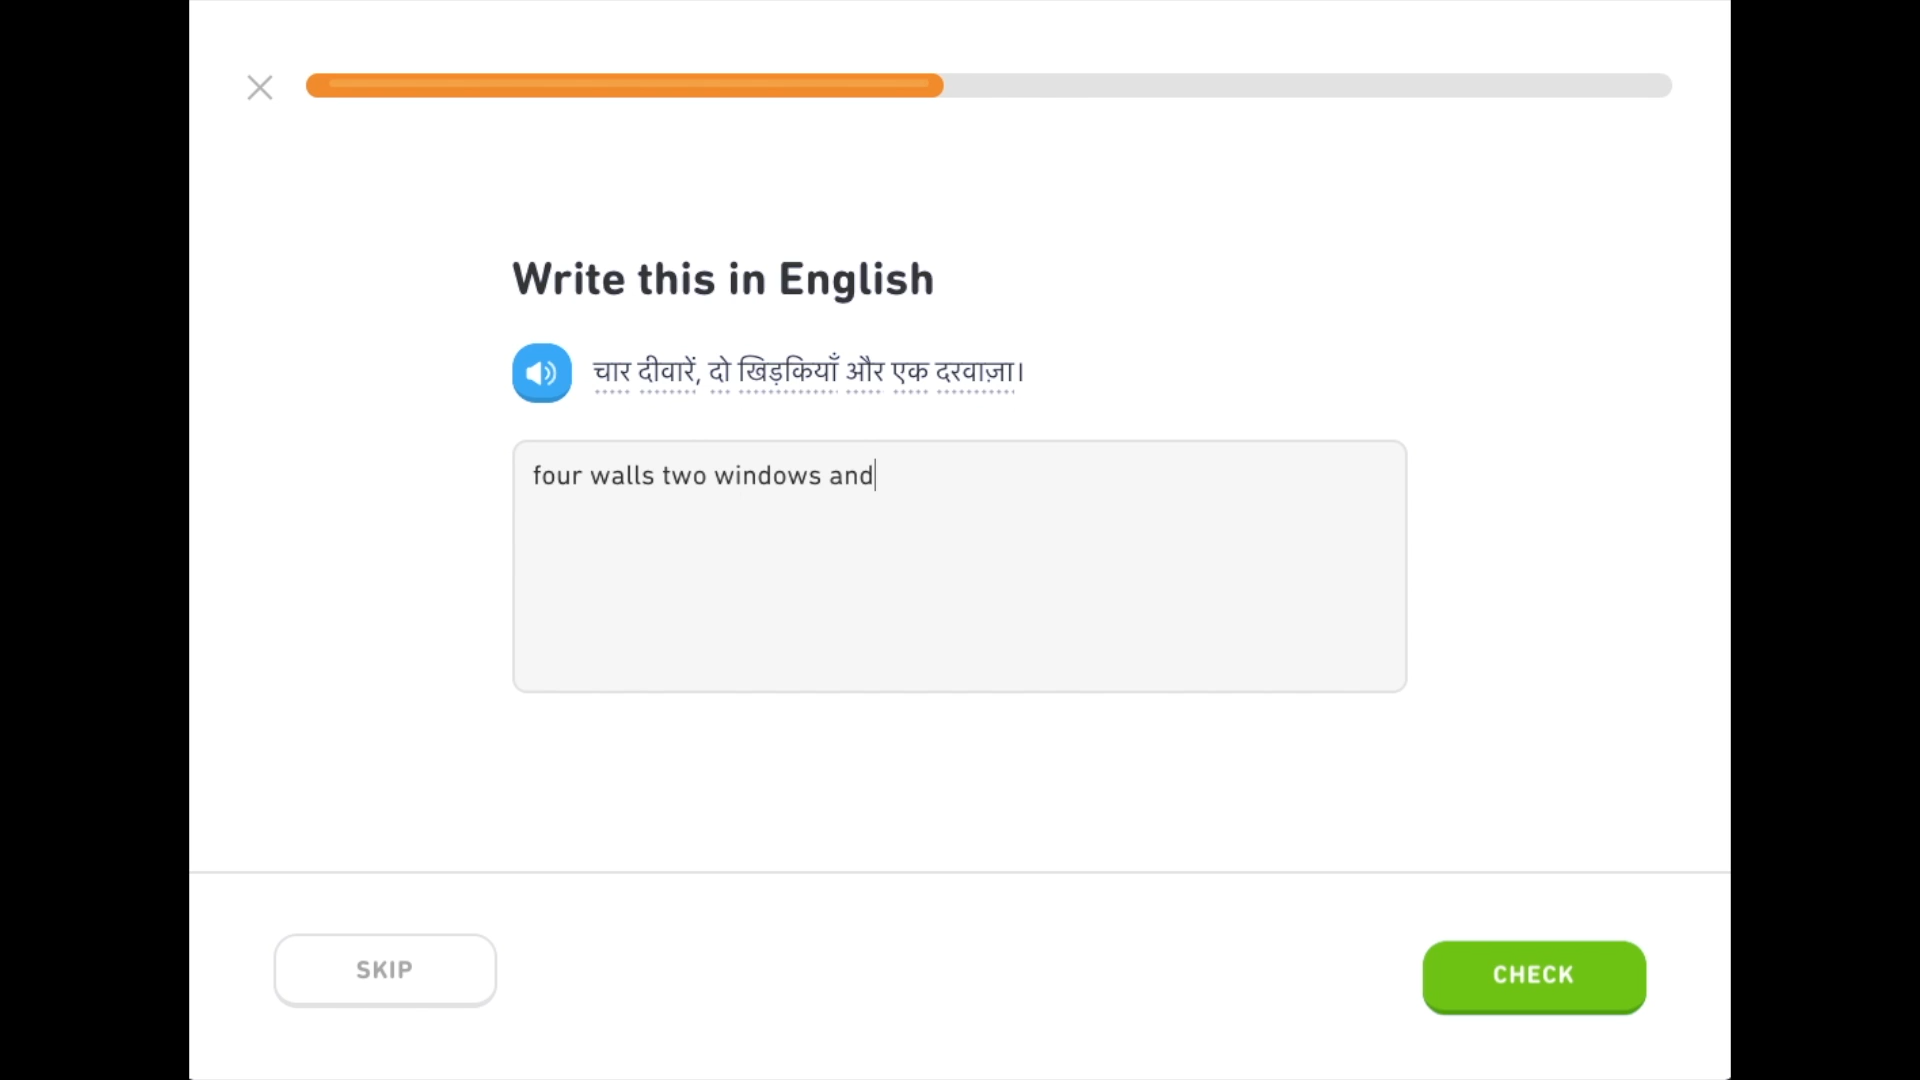 Write this in English
चार दीवारें, दो खिड़कियाँ और एक दरवाज़ा।
four walls two windows and
SKIP
CHECK